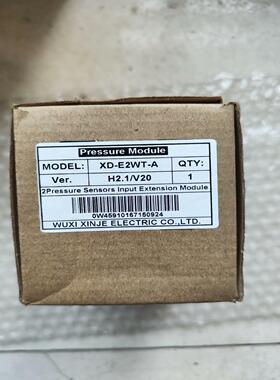 Pressure Module
MODEL: XD-E2WT-A QTY:
Ver. H2.1/V20 1
2Pressure Sensors Input Extension Module
0W45910167150924
WUXI XINJE ELECTRIC CO.,LTD.